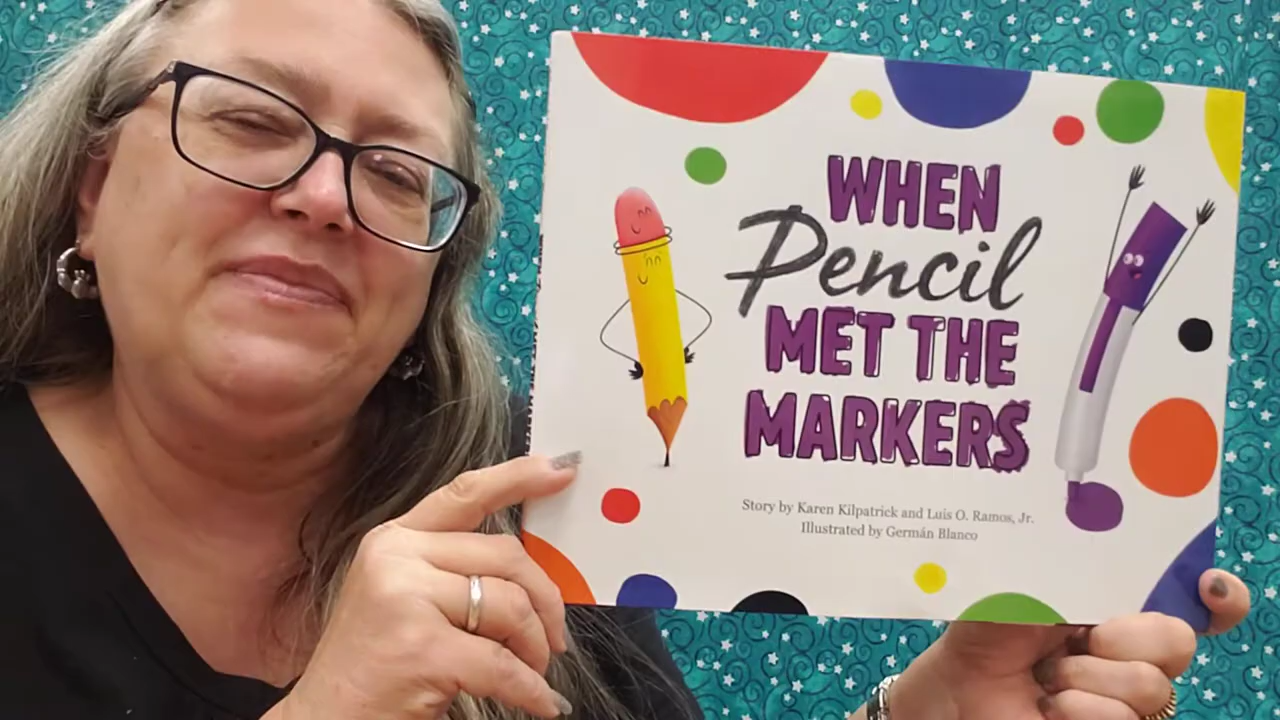 WHEN
Pencil
MET THE
MARKERS
Story by Karen Kilpatrick and Luis O. Ramos, Jr.
Illustrated by Germán Blanco